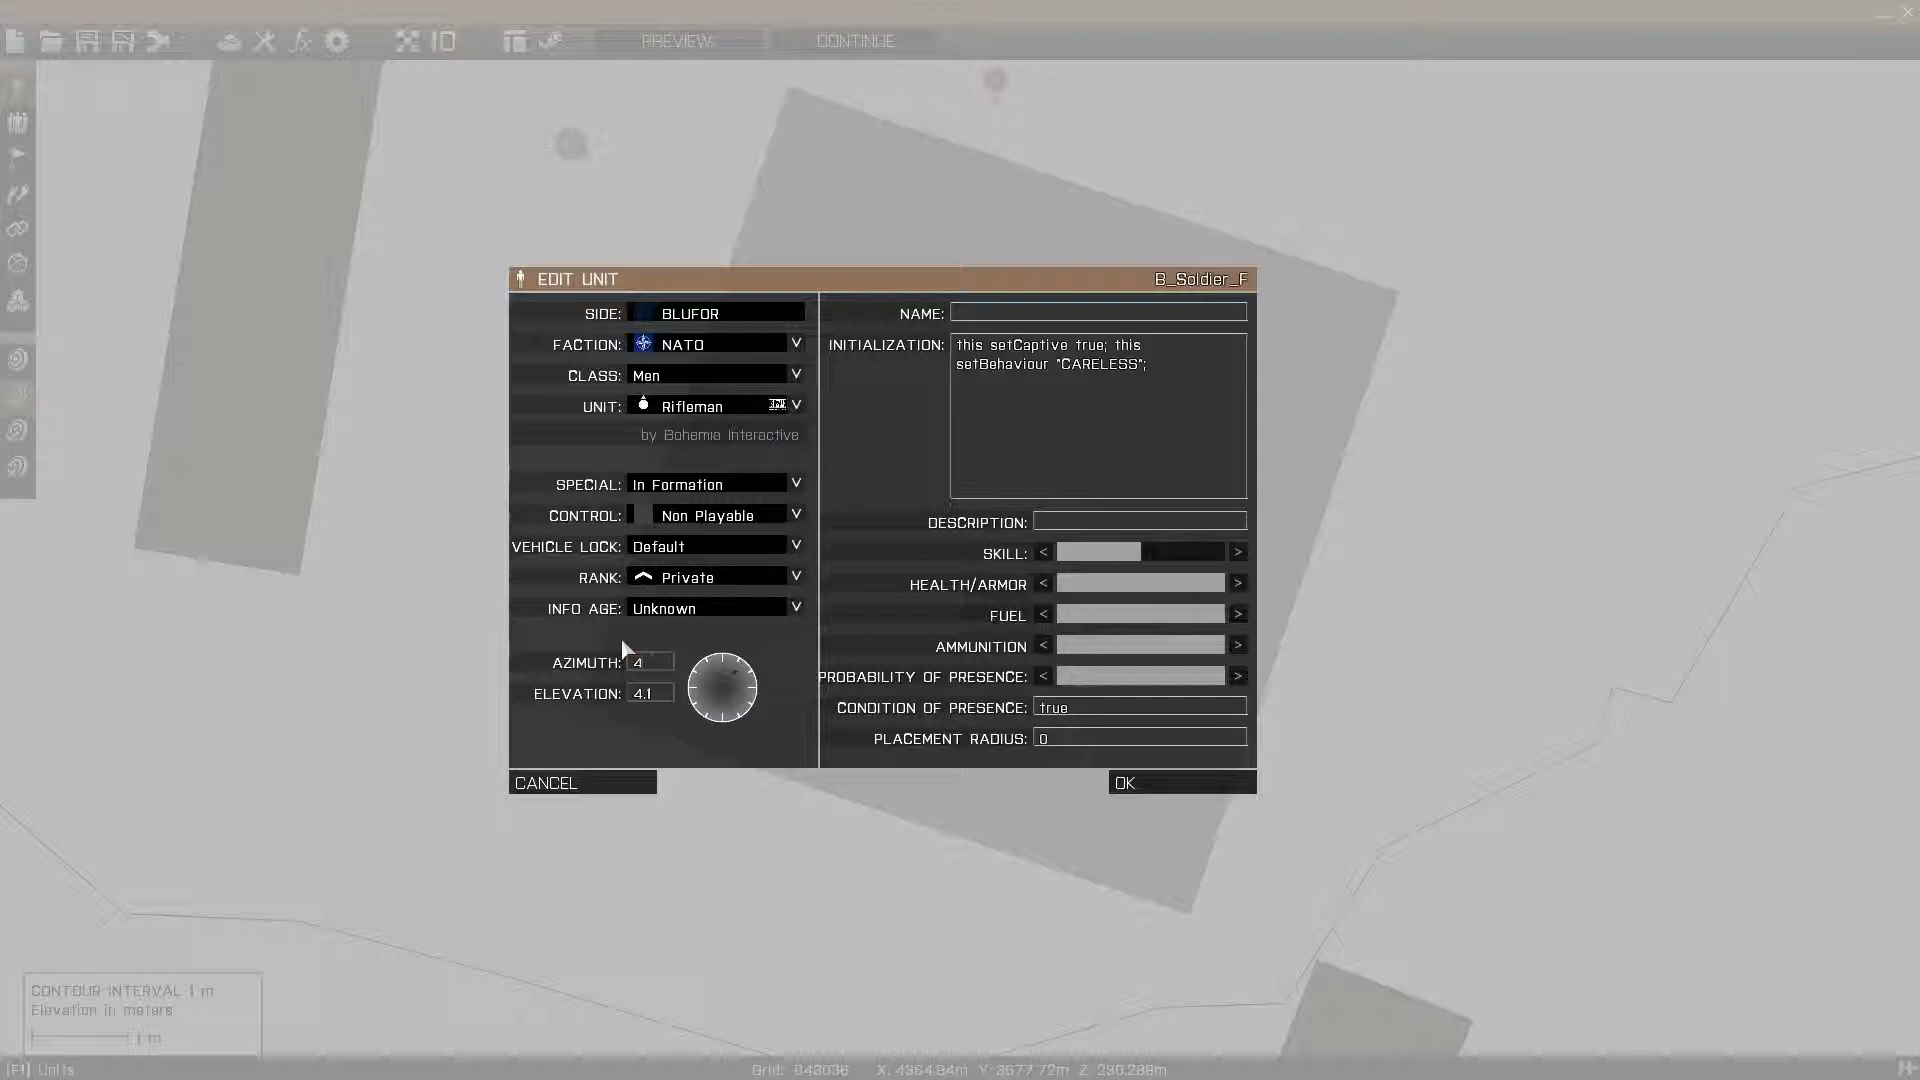 PREVIEW
CONTINUE
EDIT UNIT
B_Soldier_F
SIDE: BLUFOR
FACTION: NATO
CLASS: Men
UNIT: Rifleman
by Bohemia Interactive
SPECIAL: In Formation
CONTROL: Non Playable
VEHICLE LOCK: Default
RANK: Private
INFO AGE: Unknown
AZIMUTH: 4
ELEVATION: 4.1
CANCEL
NAME:
INITIALIZATION: this setCaptive true; this
setBehaviour "CARELESS";
DESCRIPTION:
SKILL:
HEALTH/ARMOR
FUEL
AMMUNITION
PROBABILITY OF PRESENCE:
CONDITION OF PRESENCE: true
PLACEMENT RADIUS: 0
OK
CONTOUR INTERVAL 1 m
Elevation in meters
1 m
[F1] Units
Grid: 043036 X: 4364.84m Y:3677.72m Z: